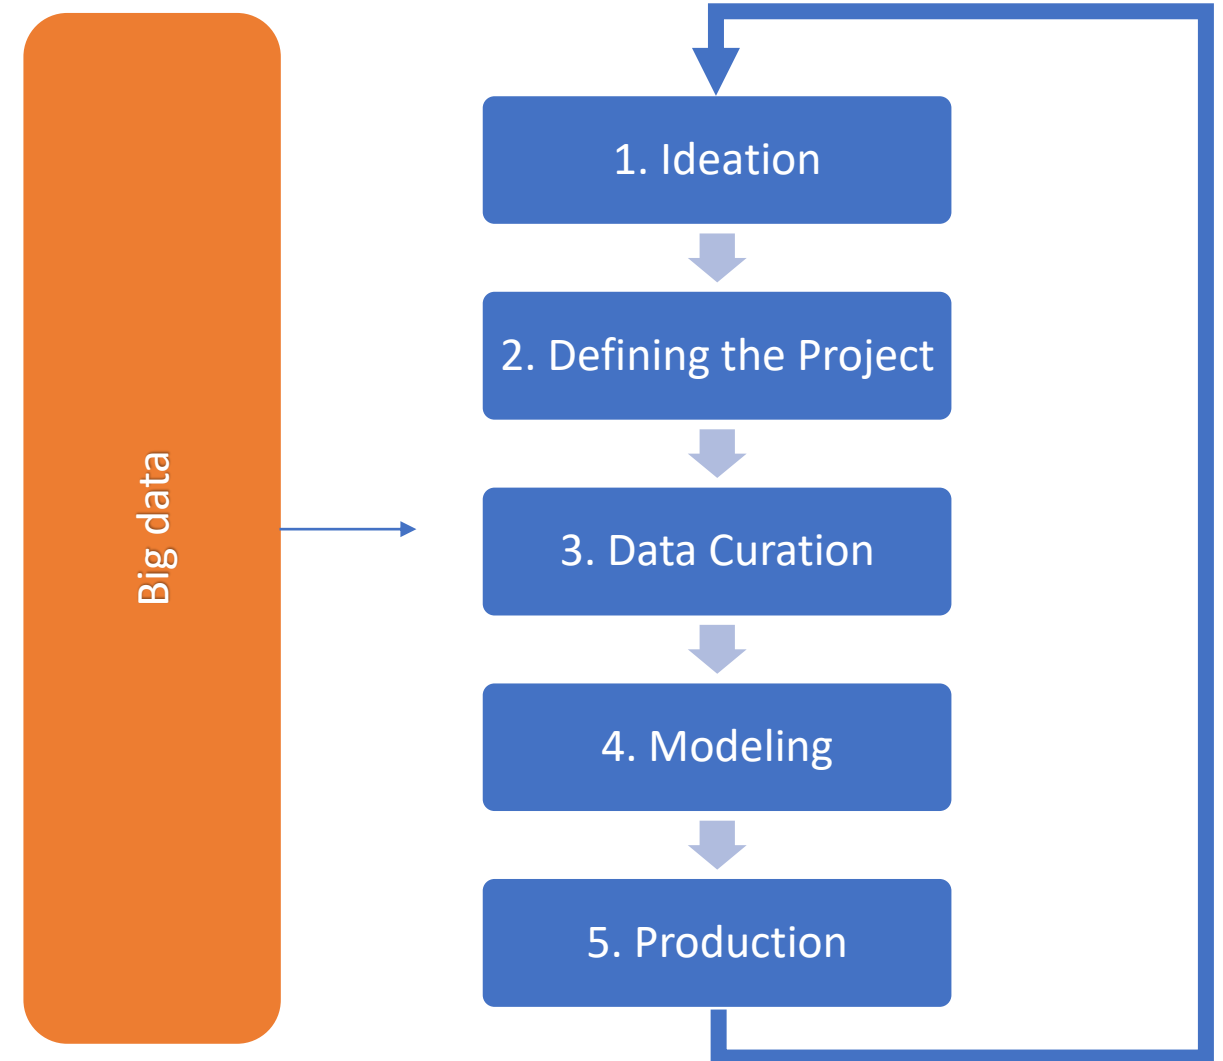 Big data
1. Ideation
2. Defining the Project
3. Data Curation
4. Modeling
5. Production